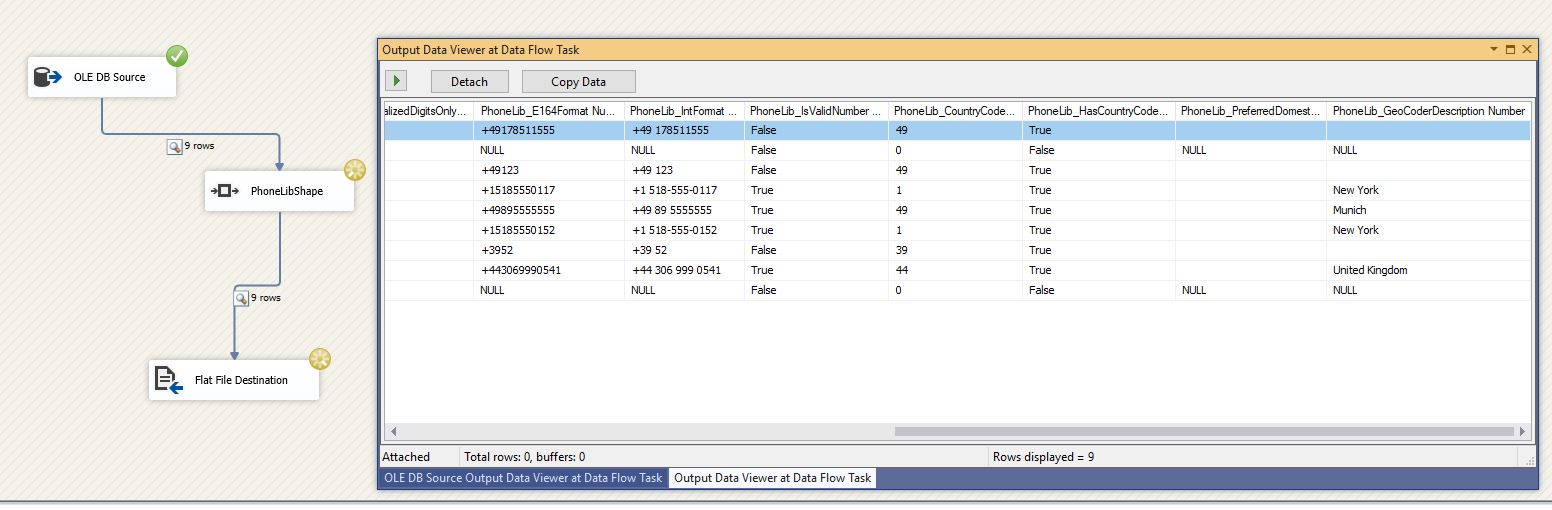 OLE DB Source
9 rows
PhoneLibShape
9 rows
Flat File Destination
Output Data Viewer at Data Flow Task
Detach Copy Data
alizedDigitsOnly... PhoneLib_E164Format Nu... PhoneLib_IntFormat ... PhoneLib_IsValidNumber ... PhoneLib_CountryCode... PhoneLib_HasCountryCode... PhoneLib_PreferredDomest... PhoneLib_GeoCoderDescription Number
+49178511555 +49 178511555 False 49 True
NULL NULL False 0 False NULL NULL
+49123 +49 123 False 49 True
+15185550117 +1 518-555-0117 True 1 True New York
+49895555555 +49 89 5555555 True 49 True Munich
+15185550152 +1 518-555-0152 True 1 True New York
+3952 +39 52 False 39 True
+443069990541 +44 306 999 0541 True 44 True United Kingdom
NULL NULL False 0 False NULL NULL
Attached Total rows: 0, buffers: 0 Rows displayed = 9
OLE DB Source Output Data Viewer at Data Flow Task Output Data Viewer at Data Flow Task